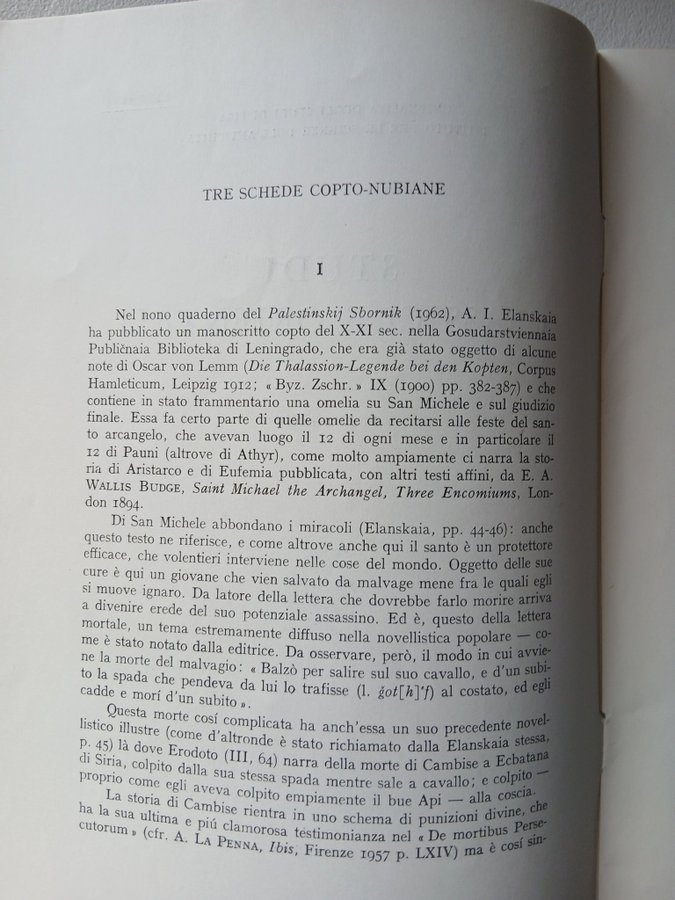 TRE SCHEDE COPTO-NUBIANE
I
Nel nono quaderno del Palestinskij Sbornik (1962), A. I. Elanskaia
ha pubblicato un manoscritto copto del X-XI sec. nella Gosudarstviennaia
Publičnaia Biblioteka di Leningrado, che era già stato oggetto di alcune
note di Oscar von Lemm (Die Thalassion-Legende bei den Kopten, Corpus
Hamleticum, Leipzig 1912; « Byz. Zschr. » IX (1900) pp. 382-387) e che
contiene in stato frammentario una omelia su San Michele e sul giudizio
finale. Essa fa certo parte di quelle omelie da recitarsi alle feste del san-
to arcangelo, che avevan luogo il 12 di ogni mese e in particolare il
12 di Pauni (altrove di Athyr), come molto ampiamente ci narra la sto-
ria di Aristarco e di Eufemia pubblicata, con altri testi affini, da E. A.
WALLIS BUDGE, Saint Michael the Archangel, Three Encomiums, Lon-
don 1894.
Di San Michele abbondano i miracoli (Elanskaia, pp. 44-46): anche
questo testo ne riferisce, e come altrove anche qui il santo è un protettore
efficace, che volentieri interviene nelle cose del mondo. Oggetto delle sue
cure è qui un giovane che vien salvato da malvage mene fra le quali egli
si muove ignaro. Da latore della lettera che dovrebbe farlo morire arriva
a divenire erede del suo potenziale assassino. Ed è, questo della lettera
mortale, un tema estremamente diffuso nella novellistica popolare — co-
me è stato notato dalla editrice. Da osservare, però, il modo in cui avvie-
ne la morte del malvagio: « Balzò per salire sul suo cavallo, e d'un subi-
to la spada che pendeva da lui lo trafisse (l. ǵot[h]'f) al costato, ed egli
cadde e morí d'un subito ».
Questa morte cosí complicata ha anch'essa un suo precedente novel-
listico illustre (come d'altronde è stato richiamato dalla Elanskaia stessa,
p. 45) là dove Erodoto (III, 64) narra della morte di Cambise a Ecbatana
di Siria, colpito dalla sua stessa spada mentre sale a cavallo; e colpito —
proprio come egli aveva colpito empiamente il bue Api — alla coscia.
La storia di Cambise rientra in uno schema di punizioni divine, che
ha la sua ultima e piú clamorosa testimonianza nel « De mortibus Perse-
cutorum » (cfr. A. LA PENNA, Ibis, Firenze 1957 p. LXIV) ma è cosí sin-